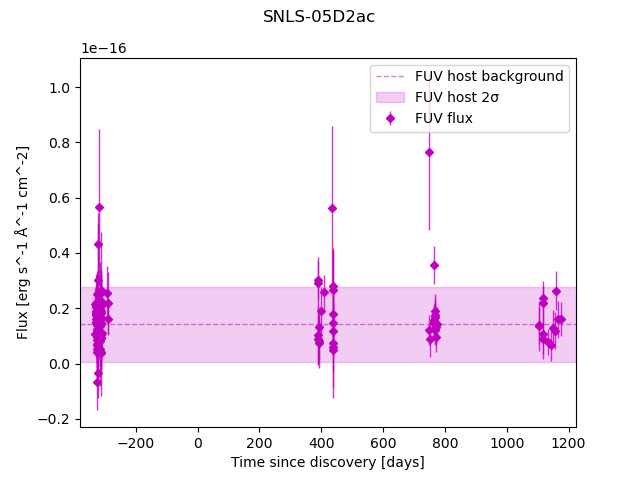 SNLS-05D2ac
1e−16
FUV host background
FUV host 2σ
FUV flux
1.0
0.8
0.6
0.4
0.2
0.0
−0.2
Flux [erg s^-1 Å^-1 cm^-2]
−200 0 200 400 600 800 1000 1200
Time since discovery [days]